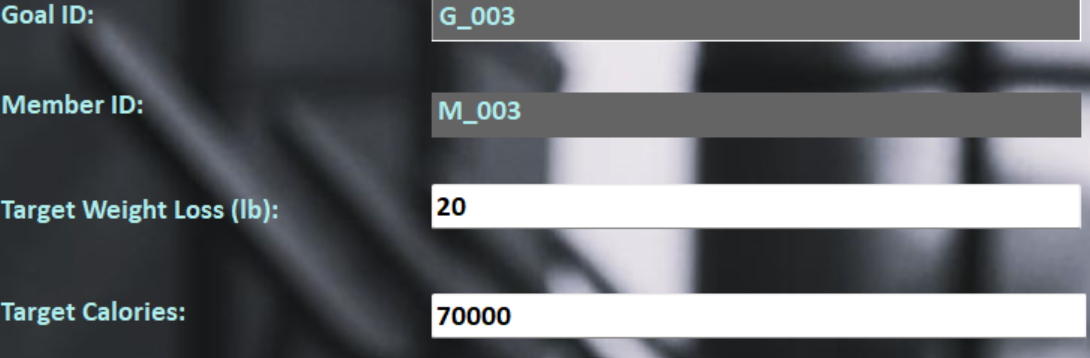 Goal ID: G_003
Member ID: M_003
Target Weight Loss (lb): 20
Target Calories: 70000